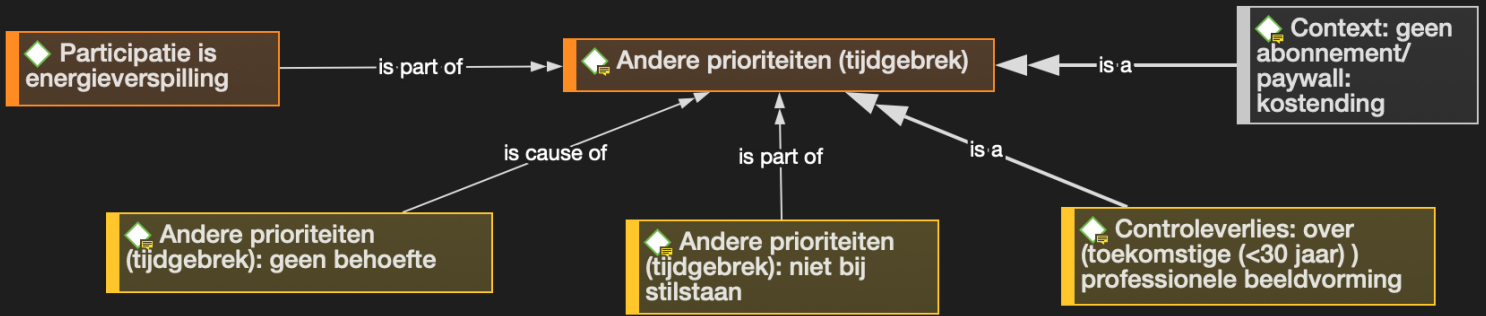 Participatie is
energieverspilling
is part of
Andere prioriteiten (tijdgebrek)
is a
Context: geen
abonnement/
paywall:
kostending
is cause of
is part of
is a
Andere prioriteiten
(tijdgebrek): geen behoefte
Andere prioriteiten
(tijdgebrek): niet bij
stilstaan
Controleverlies: over
(toekomstige (<30 jaar) )
professionele beeldvorming